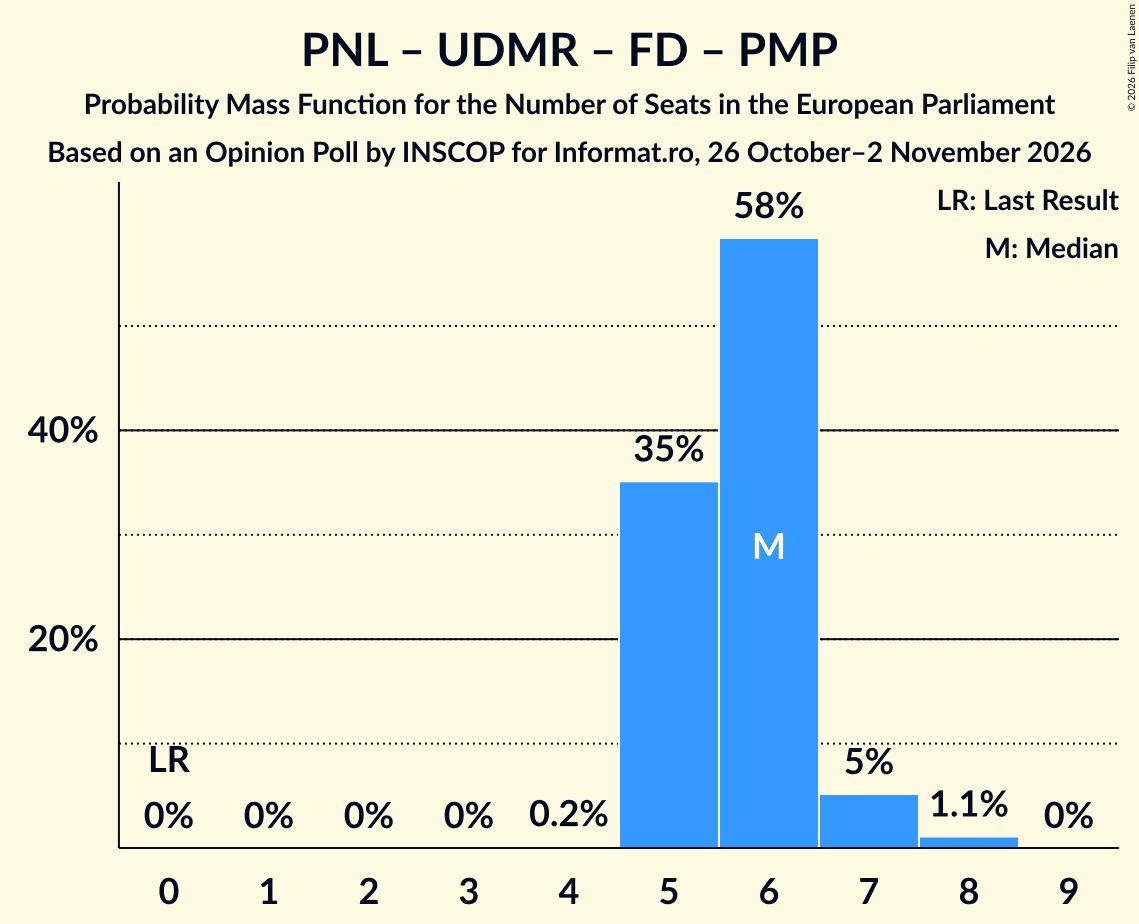 PNL – UDMR – FD – PMP
Probability Mass Function for the Number of Seats in the European Parliament
Based on an Opinion Poll by INSCOP for Informat.ro, 26 October–2 November 2026
© 2026 Filip van Laenen
LR: Last Result
M: Median
58%
40%
35%
M
20%
LR
5%
0% 0% 0% 0% 0.2% 1.1% 0%
0 1 2 3 4 5 6 7 8 9